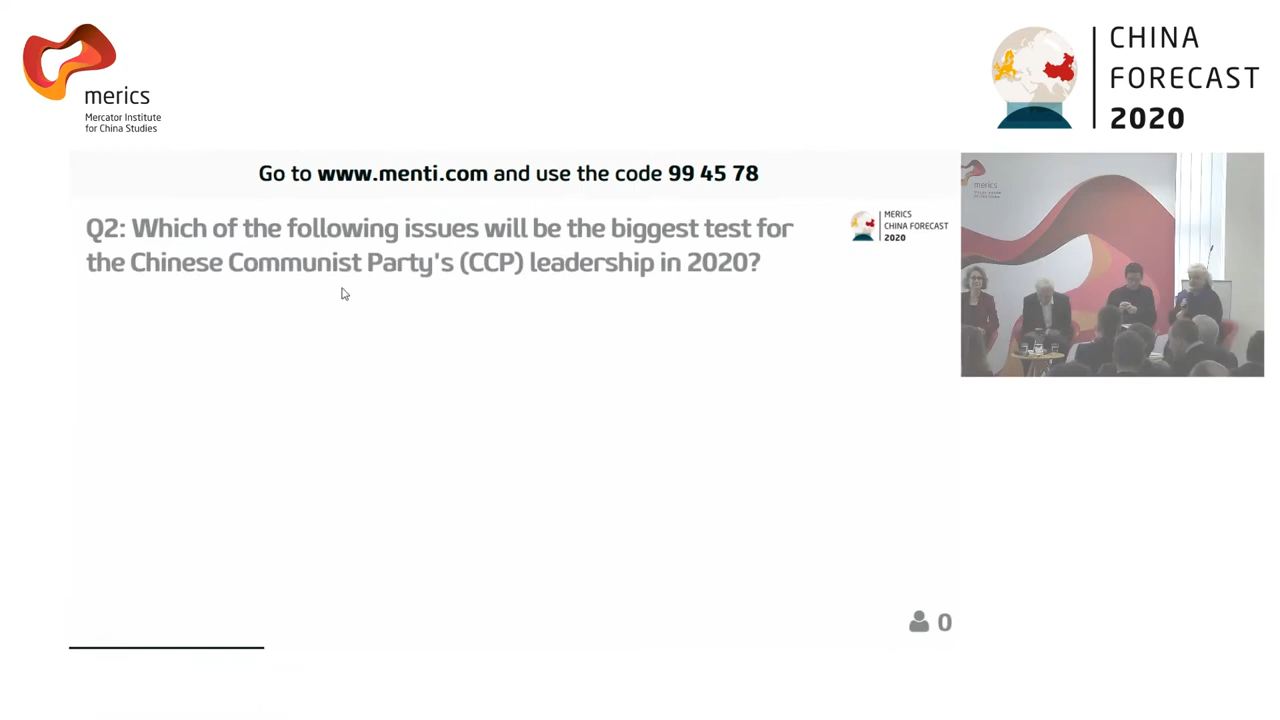 merics
Mercator Institute
for China Studies
CHINA
FORECAST
2020
Go to www.menti.com and use the code 99 45 78
Q2: Which of the following issues will be the biggest test for
the Chinese Communist Party's (CCP) leadership in 2020?
MERICS
CHINA FORECAST
2020
merics
0